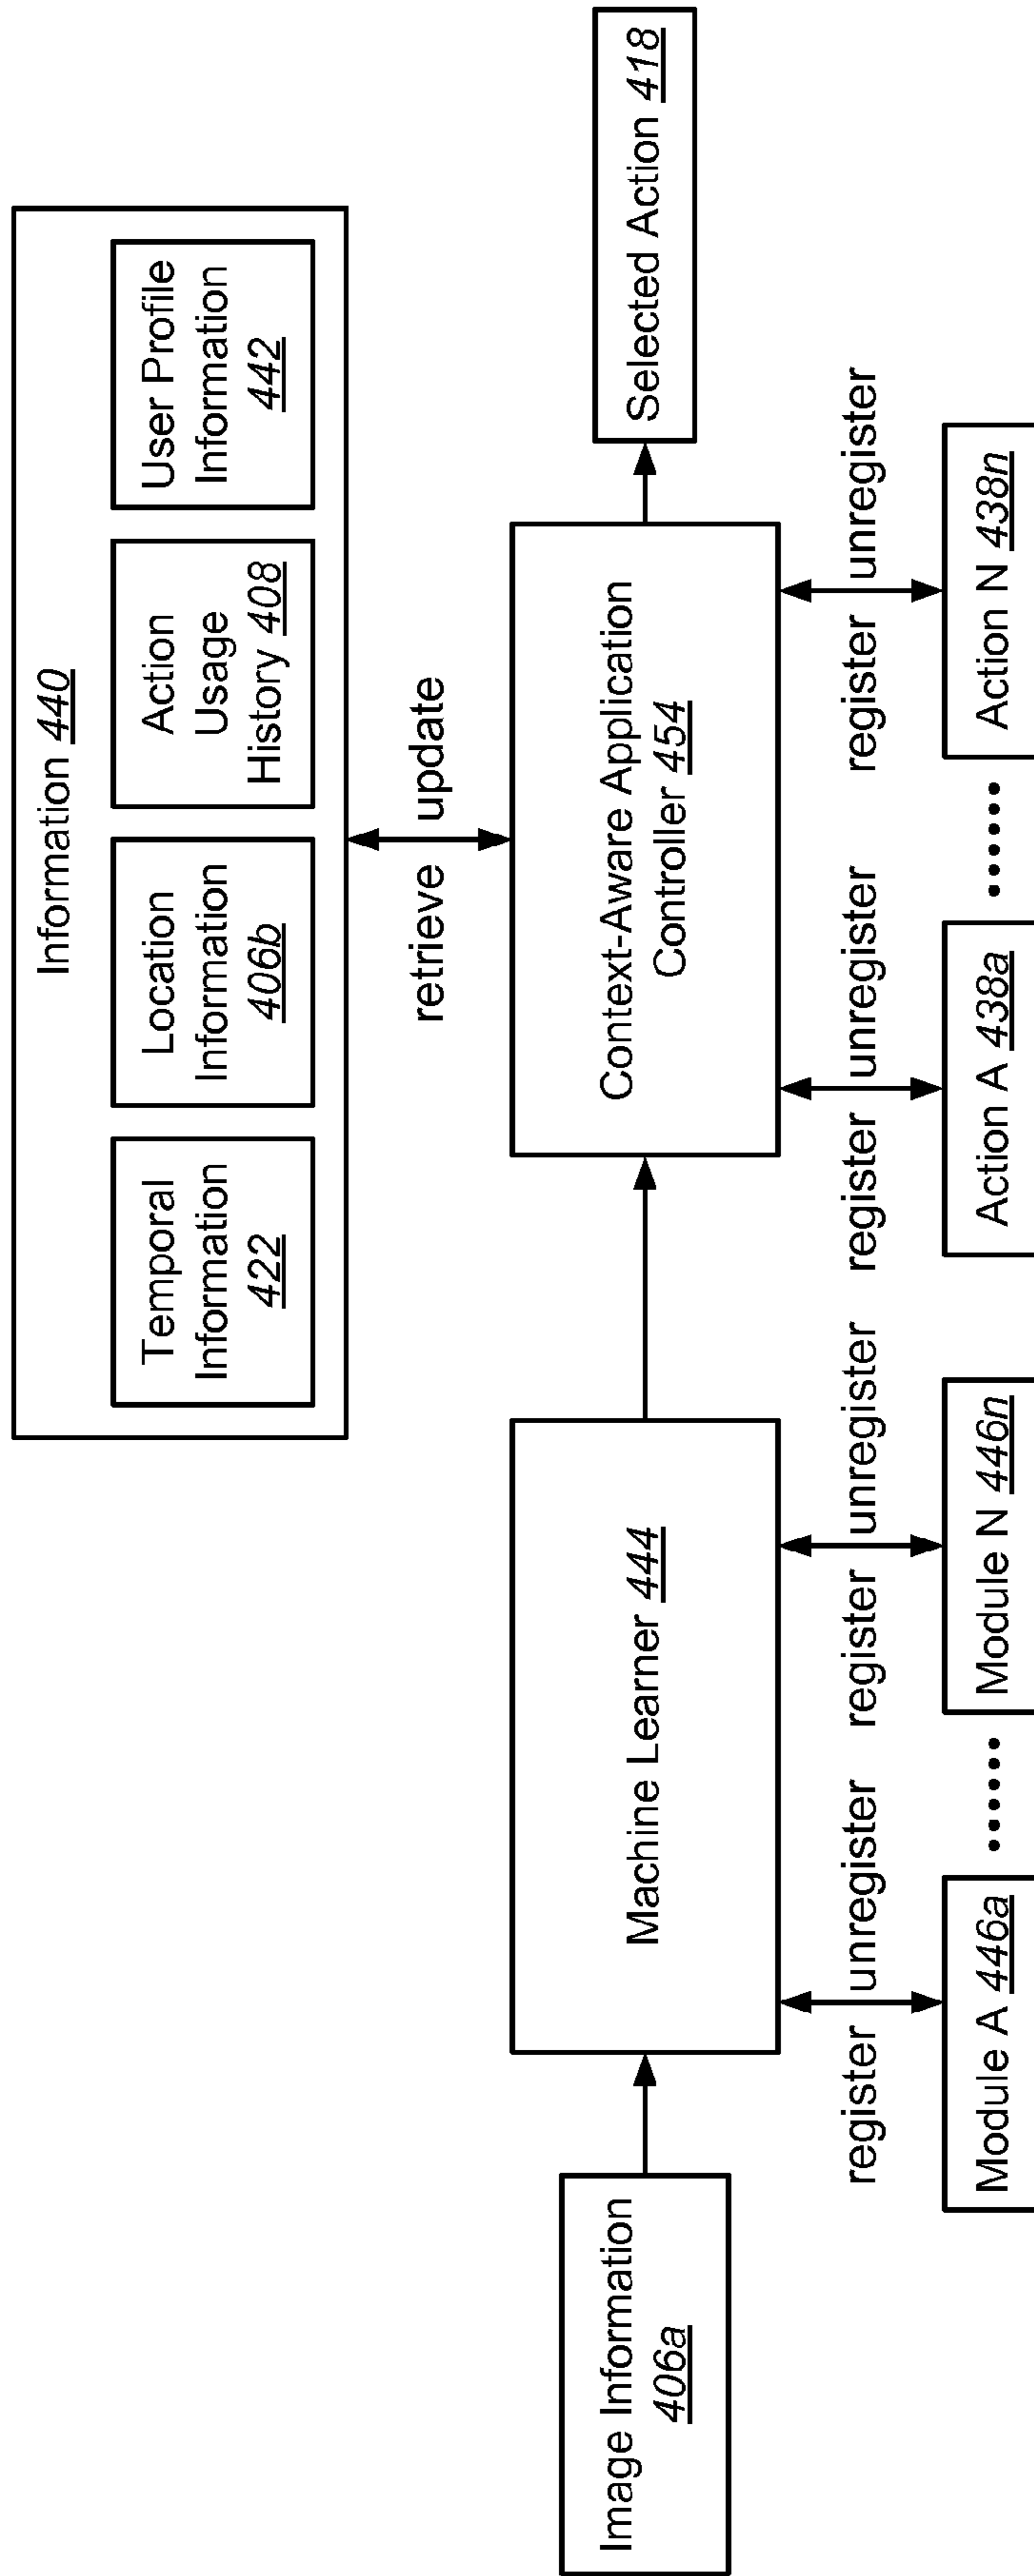 Information 440
Temporal
Information
422
Location
Information
406b
Action
Usage
History 408
User Profile
Information
442
retrieve
update
Image Information
406a
Machine Learner 444
Context-Aware Application
Controller 454
Selected Action 418
register
unregister
register
unregister
register
unregister
register
unregister
Module A 446a
......
Module N 446n
Action A 438a
......
Action N 438n